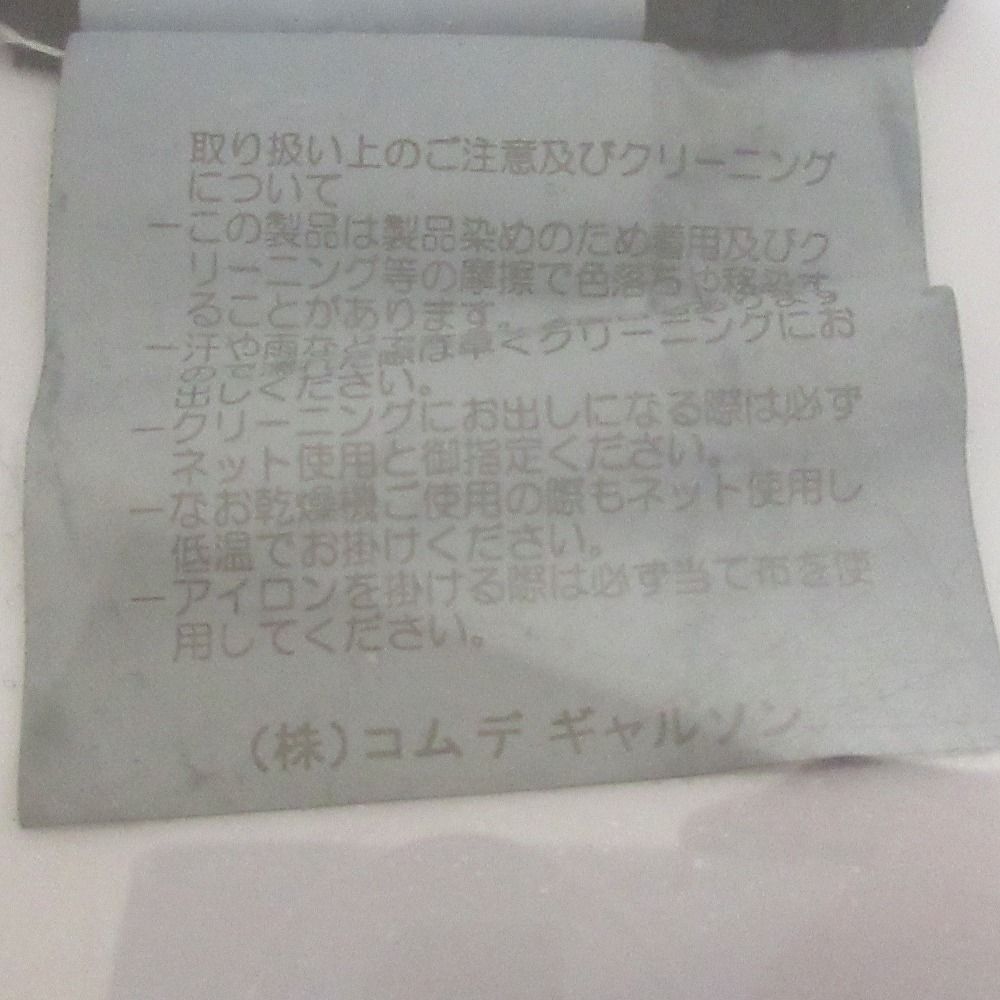 取り扱い上のご注意及びクリーニング
について
ーこの製品は製品染めのため着用及びク
リーニング等の摩擦で色落ちや移染す
ることがあります。
ー汗や雨など は早くクリーニングにお
出しください。
ークリーニングにお出しになる際は必ず
ネット使用と御指定ください。
ーなお乾燥機ご使用の際もネット使用し
低温でお掛けください。
ーアイロンを掛ける際は必ず当て布を使
用してください。
(株)コム デ ギャルソン